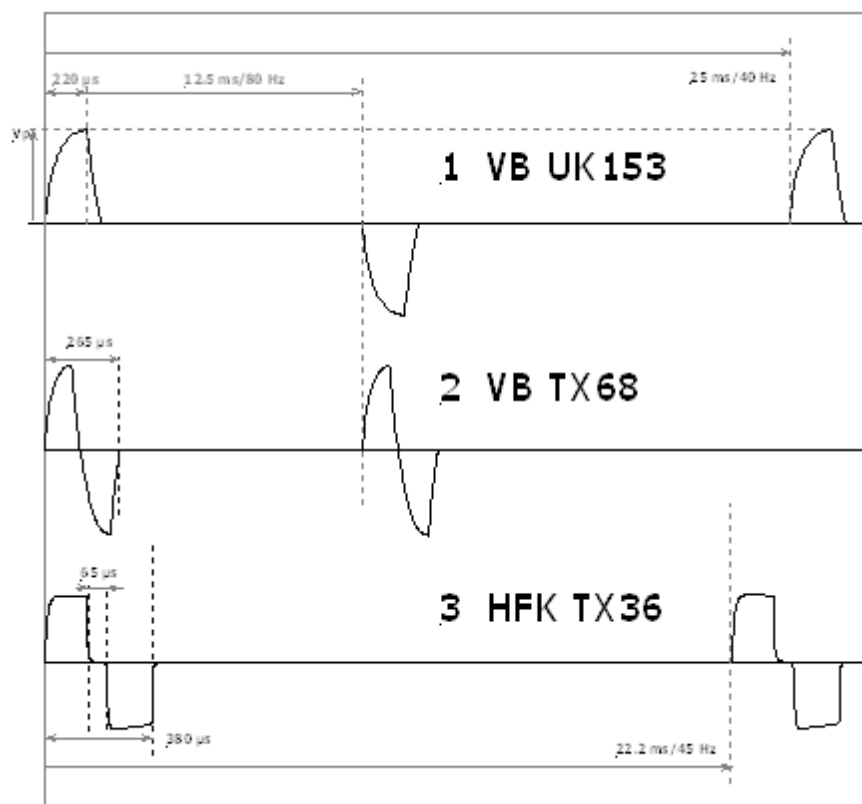 220 µs
12.5 ms/80 Hz
25 ms/40 Hz
1 VB UK153
265 µs
2 VB TX68
65 µs
3 HFK TX36
380 µs
22.2 ms/45 Hz